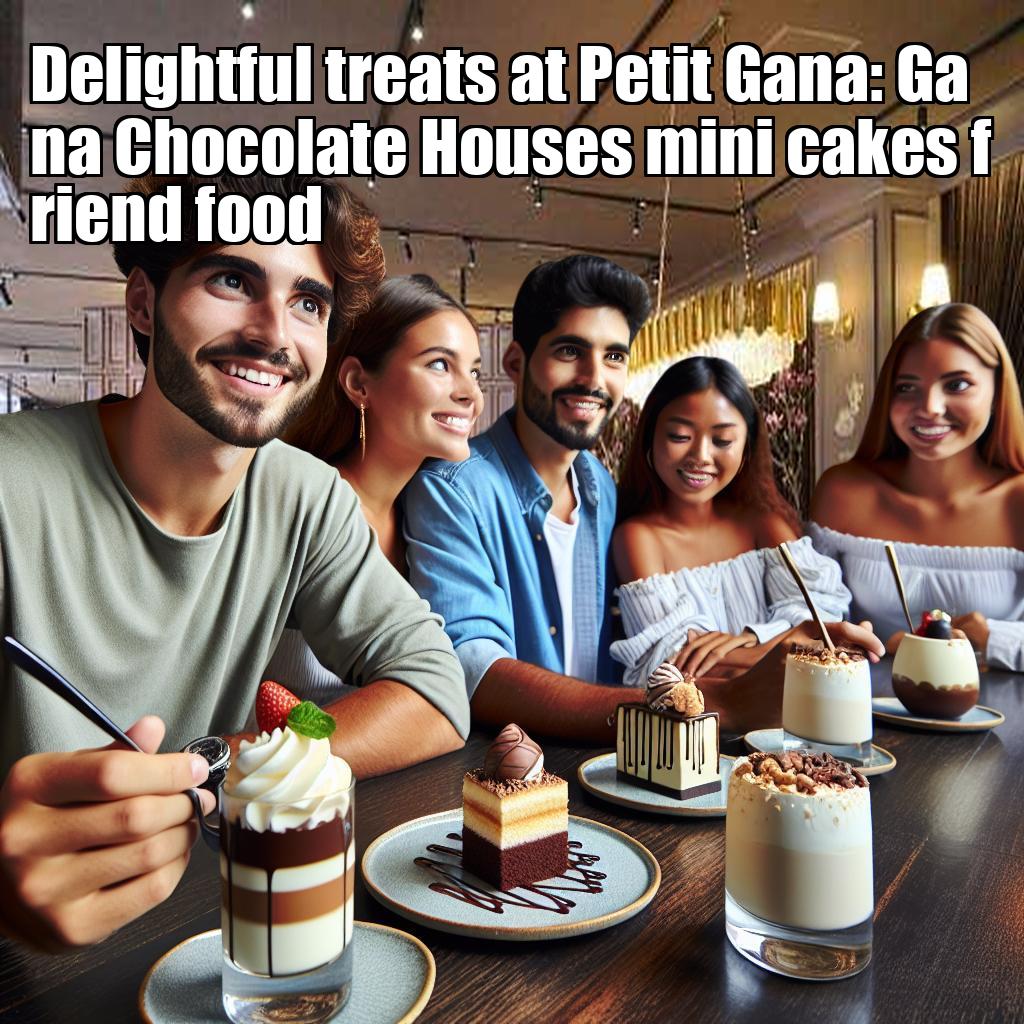 Delightful treats at Petit Gana: Ga
na Chocolate Houses mini cakes f
riend food